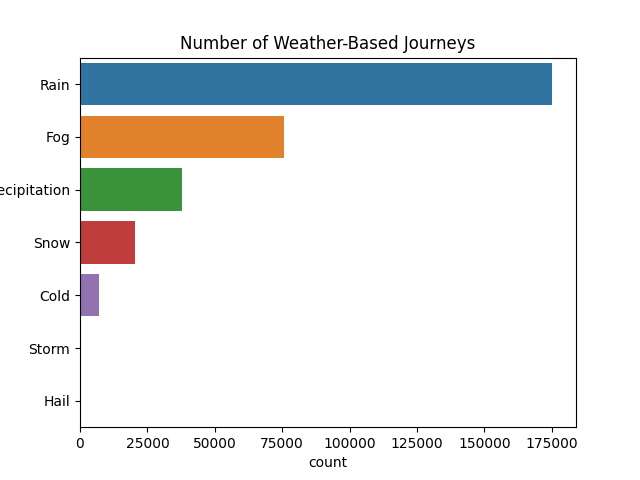 Number of Weather-Based Journeys
Rain
Fog
ecipitation
Snow
Cold
Storm
Hail
0 25000 50000 75000 100000 125000 150000 175000
count